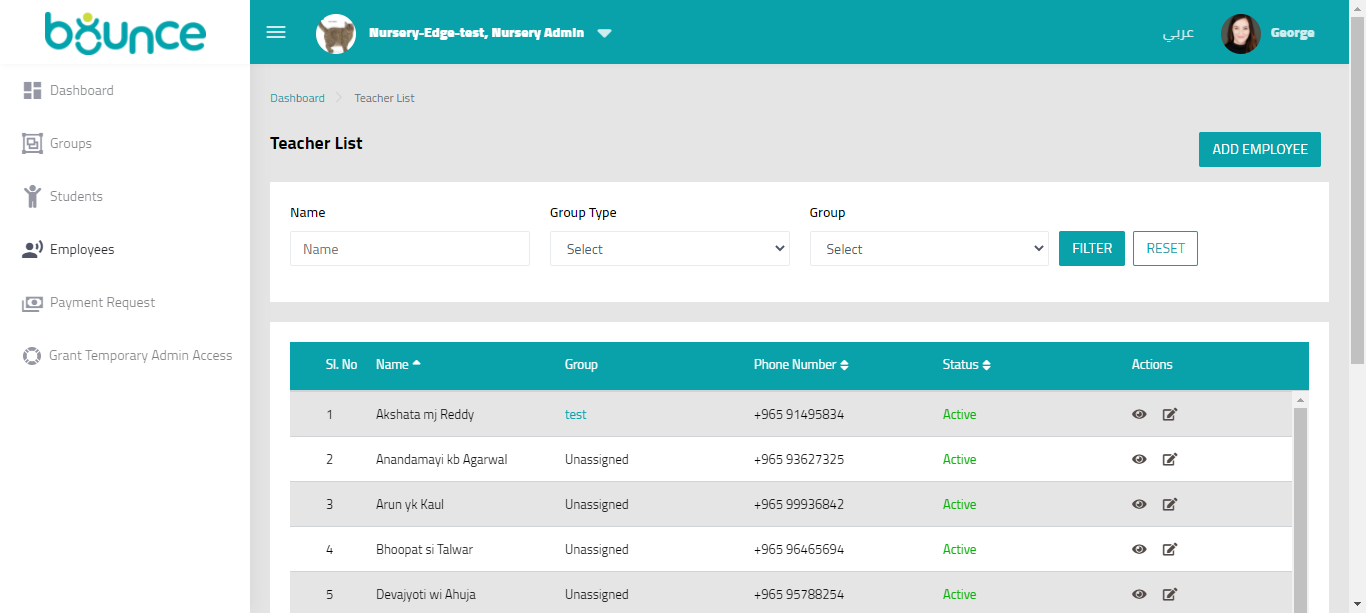 bounce
Nursery-Edge-test, Nursery Admin
عربي
George
Dashboard
Groups
Students
Employees
Payment Request
Grant Temporary Admin Access
Dashboard Teacher List
Teacher List
ADD EMPLOYEE
Name Group Type Group
Name Select Select FILTER RESET
Sl. No Name Group Phone Number Status Actions
1 Akshata mj Reddy test +965 91495834 Active
2 Anandamayi kb Agarwal Unassigned +965 93627325 Active
3 Arun yk Kaul Unassigned +965 99936842 Active
4 Bhoopat si Talwar Unassigned +965 96465694 Active
5 Devajyoti wi Ahuja Unassigned +965 95788254 Active